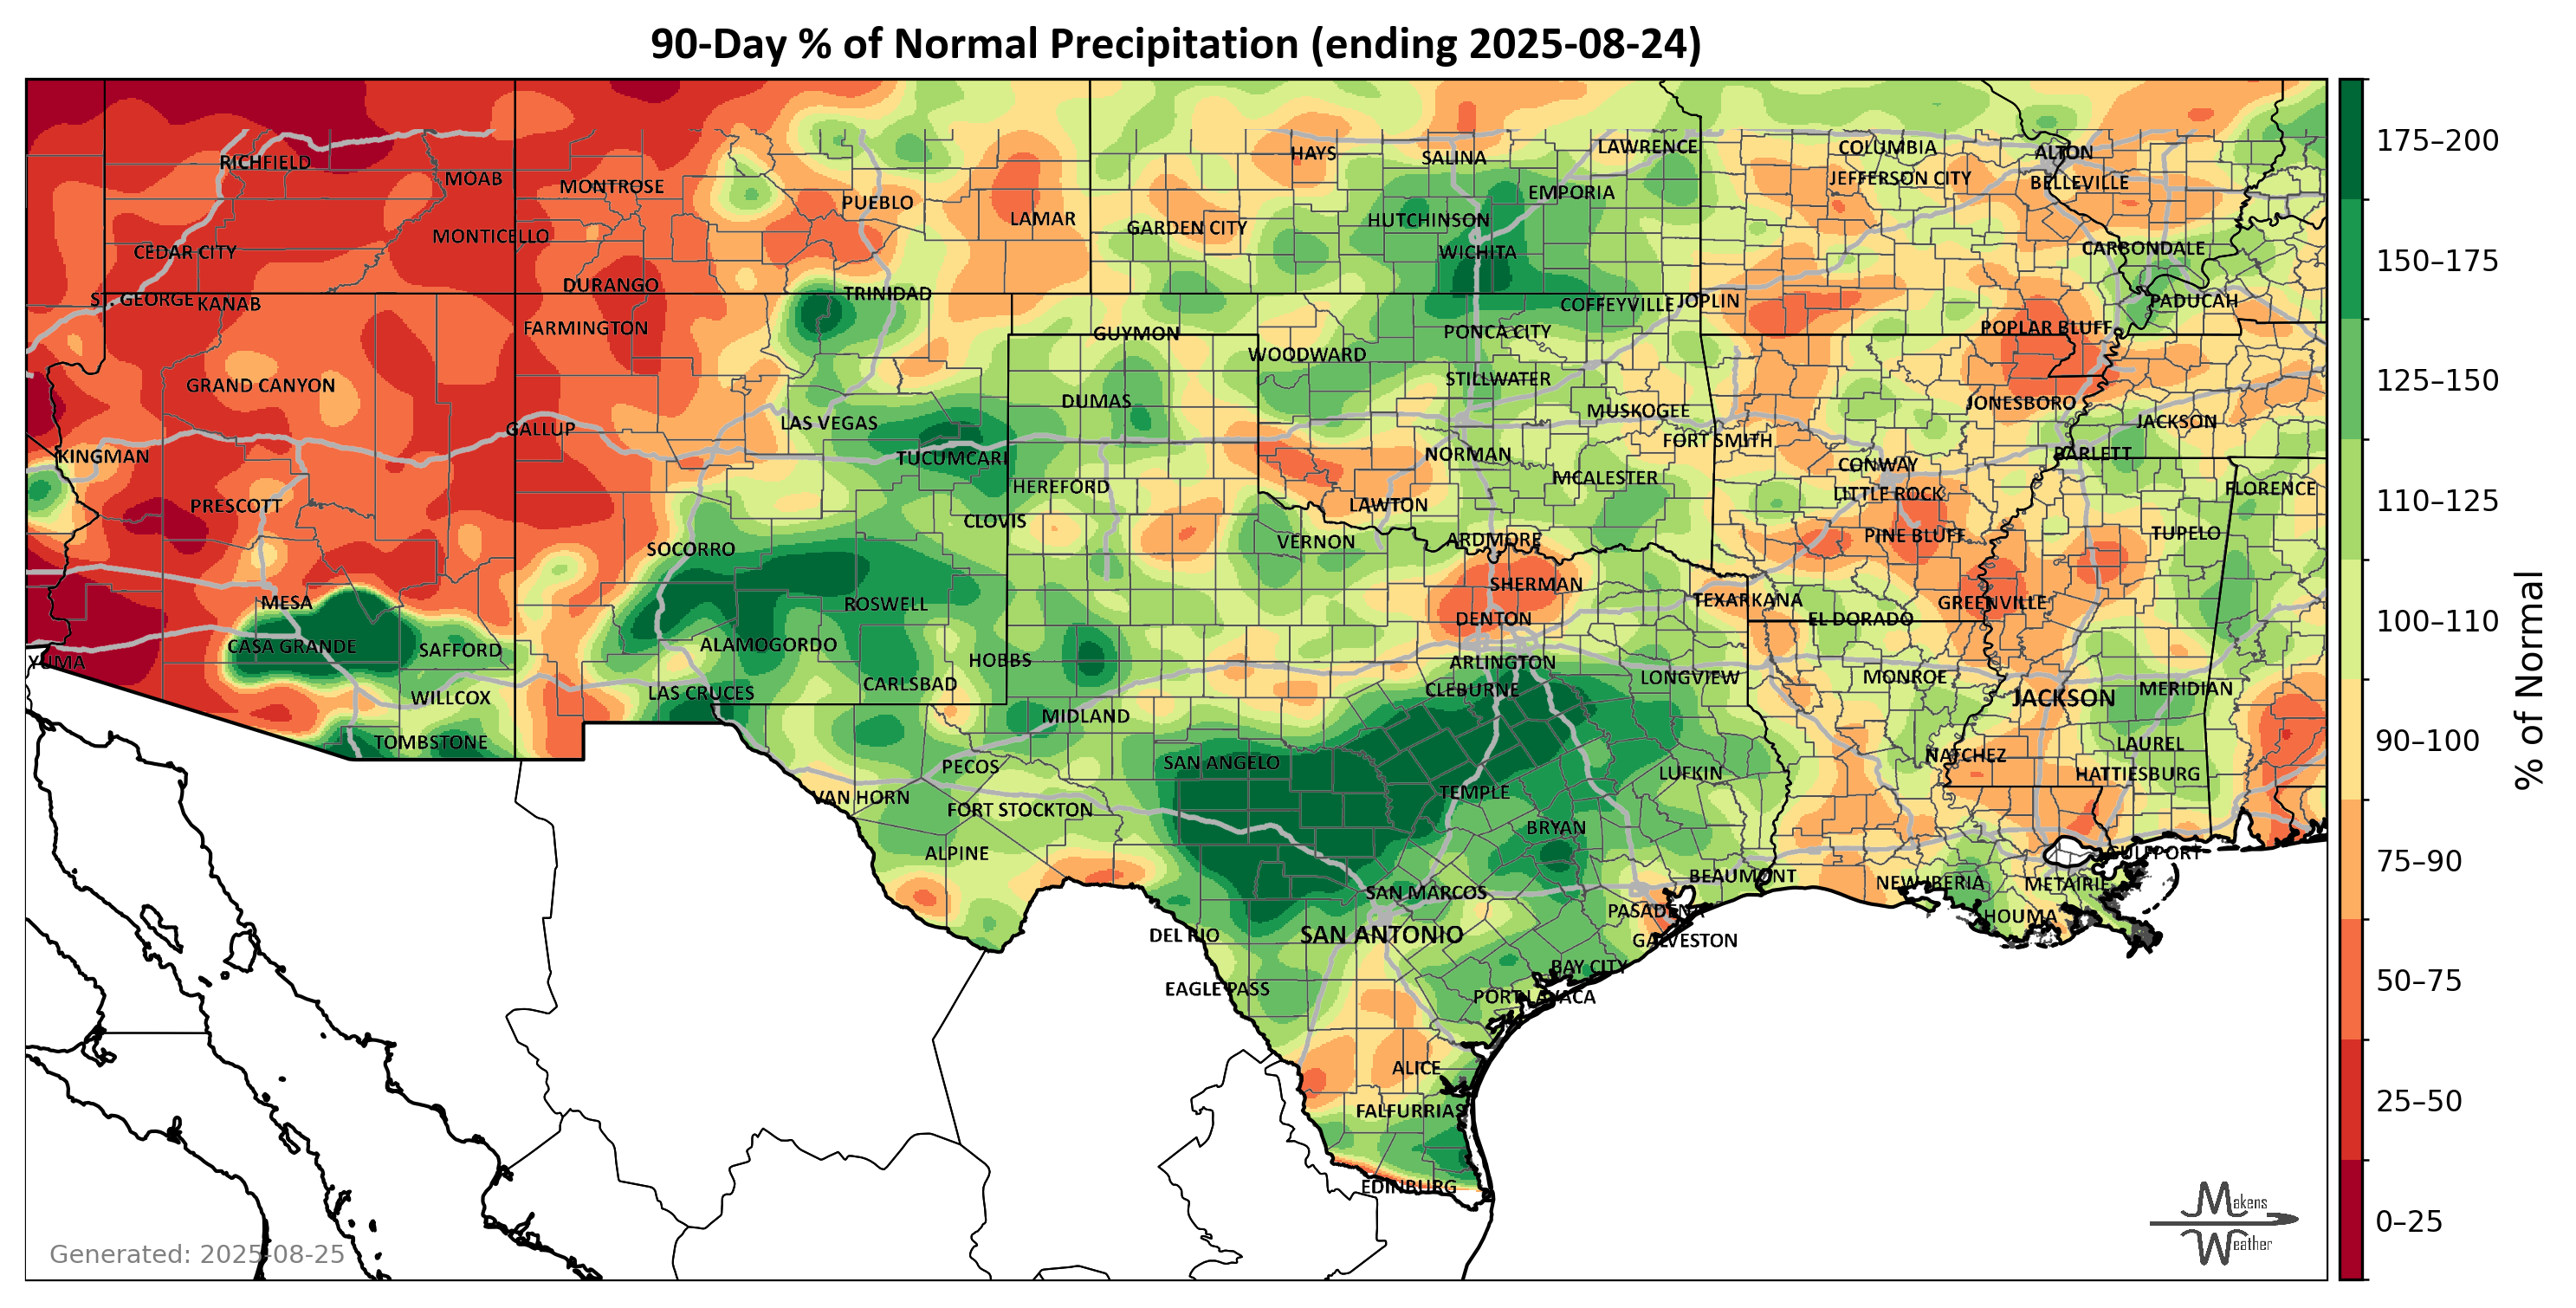 90-Day % of Normal Precipitation (ending 2025-08-24)
RICHFIELD
MOAB
MONTROSE
PUEBLO
LAMAR
HAYS
SALINA
LAWRENCE
COLUMBIA
ALTON
JEFFERSON CITY
BELLEVILLE
EMPORIA
HUTCHINSON
GARDEN CITY
WICHITA
CEDAR CITY
MONTICELLO
CARBONDALE
DURANGO
TRINIDAD
ST. GEORGE
KANAB
COFFEYVILLE
JOPLIN
PADUCAH
FARMINGTON
GUYMON
PONCA CITY
POPLAR BLUFF
WOODWARD
GRAND CANYON
STILLWATER
DUMAS
MUSKOGEE
JONESBORO
LAS VEGAS
JACKSON
GALLUP
FORT SMITH
KINGMAN
TUCUMCARI
NORMAN
BARLETT
CONWAY
HEREFORD
MCALESTER
LITTLE ROCK
FLORENCE
PRESCOTT
LAWTON
CLOVIS
SOCORRO
VERNON
ARDMORE
PINE BLUFF
TUPELO
SHERMAN
MESA
ROSWELL
DENTON
TEXARKANA
EL DORADO
GREENVILLE
CASA GRANDE
SAFFORD
ALAMOGORDO
YUMA
HOBBS
ARLINGTON
WILLCOX
LAS CRUCES
CARLSBAD
CLEBURNE
LONGVIEW
MONROE
JACKSON
MERIDIAN
MIDLAND
TOMBSTONE
PECOS
SAN ANGELO
NATCHEZ
LAUREL
VAN HORN
FORT STOCKTON
TEMPLE
LUFKIN
HATTIESBURG
BRYAN
ALPINE
GULFPORT
SAN MARCOS
BEAUMONT
NEW IBERIA
METAIRIE
PASADENA
HOUMA
DEL RIO
SAN ANTONIO
GALVESTON
BAY CITY
EAGLE PASS
PORT LAVACA
ALICE
FALFURRIAS
EDINBURG
175–200
150–175
125–150
110–125
100–110
90–100
75–90
50–75
25–50
0–25
% of Normal
Makens
Weather
Generated: 2025-08-25